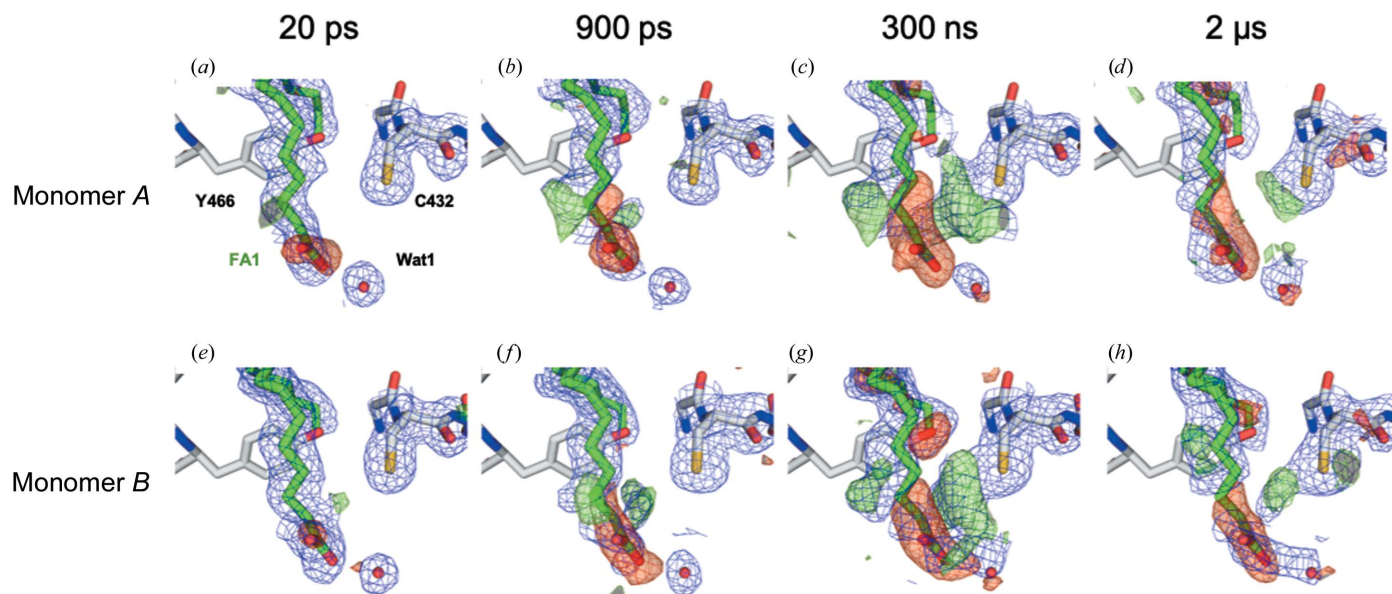 20 ps 900 ps 300 ns 2 µs
(a) (b) (c) (d)
Monomer A
Y466 C432
FA1 Wat1
(e) (f) (g) (h)
Monomer B